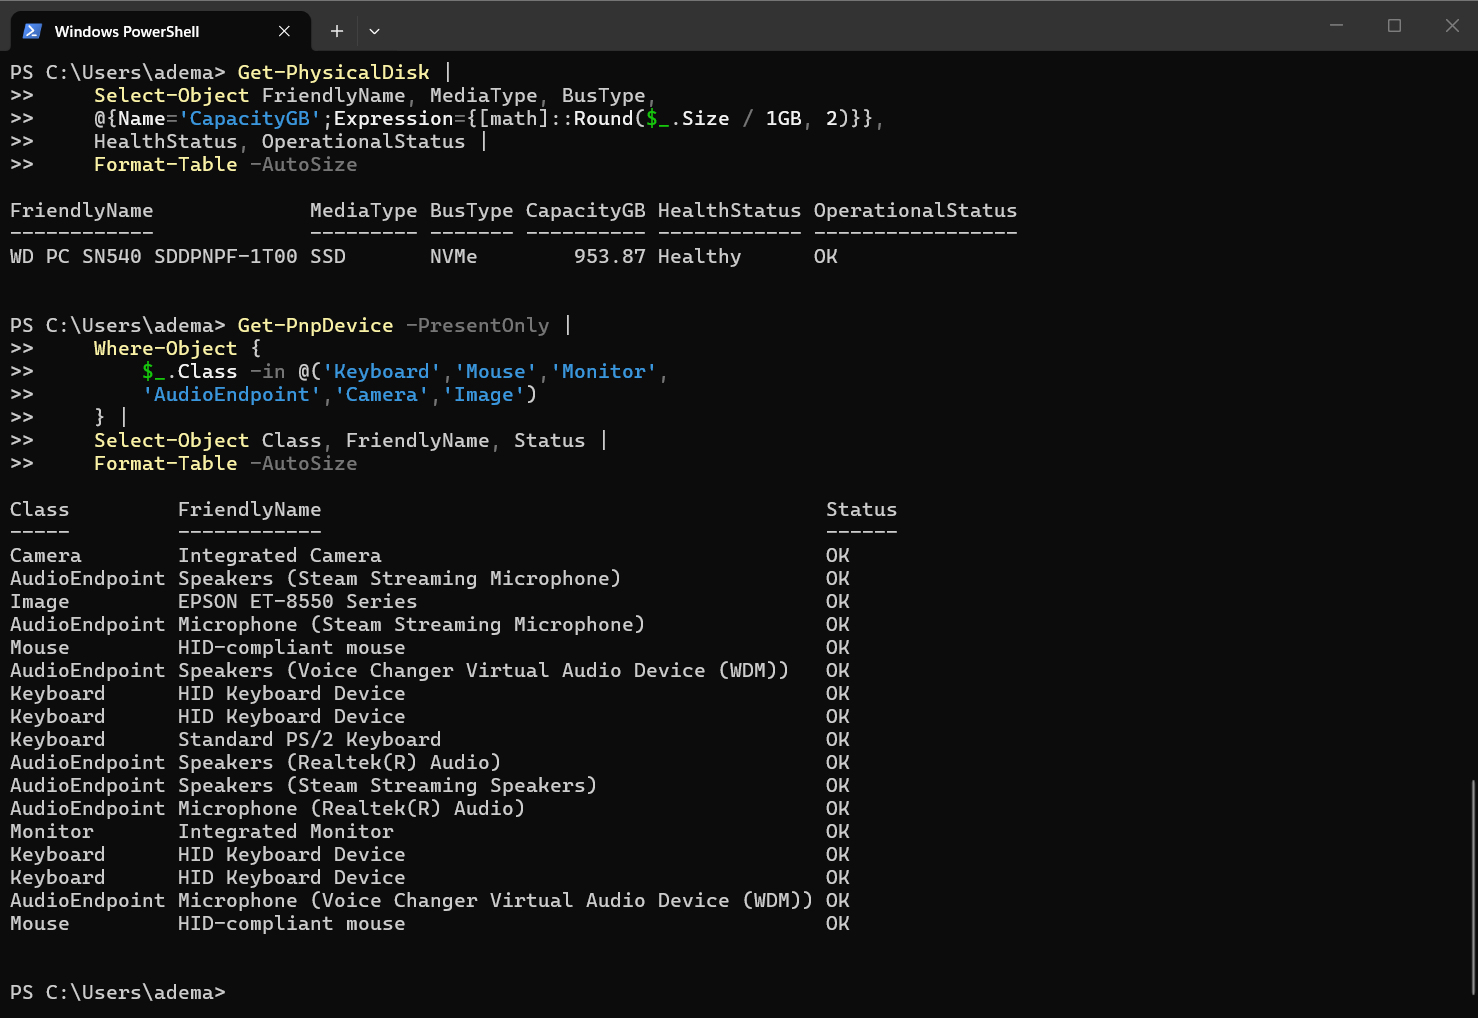 Windows PowerShell
PS C:\Users\adema> Get-PhysicalDisk |
>>     Select-Object FriendlyName, MediaType, BusType,
>>     @{Name='CapacityGB';Expression={[math]::Round($_.Size / 1GB, 2)}},
>>     HealthStatus, OperationalStatus |
>>     Format-Table -AutoSize

FriendlyName             MediaType BusType CapacityGB HealthStatus OperationalStatus
------------             --------- ------- ---------- ------------ -----------------
WD PC SN540 SDDPNPF-1T00 SSD       NVMe        953.87 Healthy      OK

PS C:\Users\adema> Get-PnpDevice -PresentOnly |
>>     Where-Object {
>>         $_.Class -in @('Keyboard','Mouse','Monitor',
>>         'AudioEndpoint','Camera','Image')
>>     } |
>>     Select-Object Class, FriendlyName, Status |
>>     Format-Table -AutoSize

Class         FriendlyName                                          Status
-----         ------------                                          ------
Camera        Integrated Camera                                     OK
AudioEndpoint Speakers (Steam Streaming Microphone)                 OK
Image         EPSON ET-8550 Series                                  OK
AudioEndpoint Microphone (Steam Streaming Microphone)               OK
Mouse         HID-compliant mouse                                   OK
AudioEndpoint Speakers (Voice Changer Virtual Audio Device (WDM))   OK
Keyboard      HID Keyboard Device                                   OK
Keyboard      HID Keyboard Device                                   OK
Keyboard      Standard PS/2 Keyboard                                OK
AudioEndpoint Speakers (Realtek(R) Audio)                           OK
AudioEndpoint Speakers (Steam Streaming Speakers)                   OK
AudioEndpoint Microphone (Realtek(R) Audio)                         OK
Monitor       Integrated Monitor                                    OK
Keyboard      HID Keyboard Device                                   OK
Keyboard      HID Keyboard Device                                   OK
AudioEndpoint Microphone (Voice Changer Virtual Audio Device (WDM)) OK
Mouse         HID-compliant mouse                                   OK

PS C:\Users\adema>